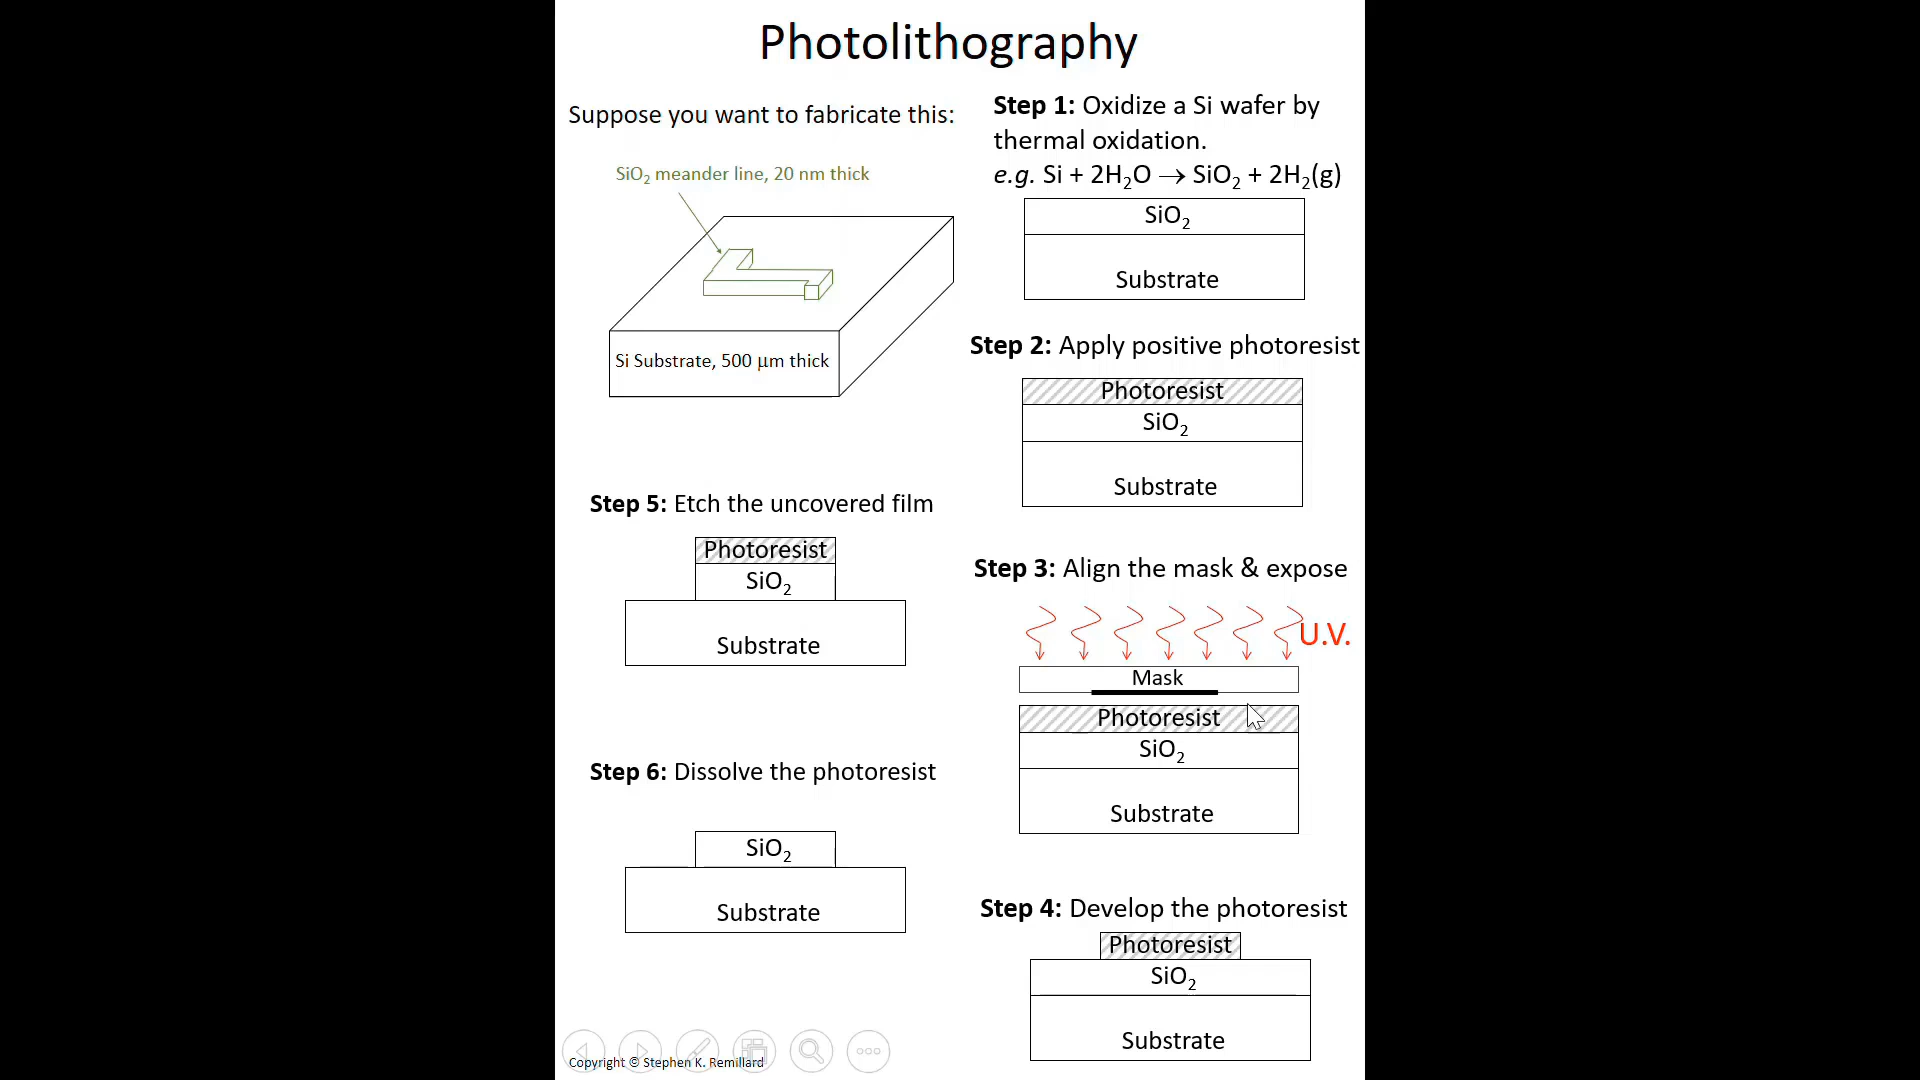 Photolithography
Suppose you want to fabricate this:
SiO₂ meander line, 20 nm thick
Si Substrate, 500 μm thick
Step 1: Oxidize a Si wafer by
thermal oxidation.
e.g. Si + 2H₂O → SiO₂ + 2H₂(g)
SiO₂
Substrate
Step 2: Apply positive photoresist
Photoresist
SiO₂
Substrate
Step 3: Align the mask & expose
U.V.
Mask
Photoresist
SiO₂
Substrate
Step 4: Develop the photoresist
Photoresist
SiO₂
Substrate
Step 5: Etch the uncovered film
Photoresist
SiO₂
Substrate
Step 6: Dissolve the photoresist
SiO₂
Substrate
Copyright © Stephen K. Remillard